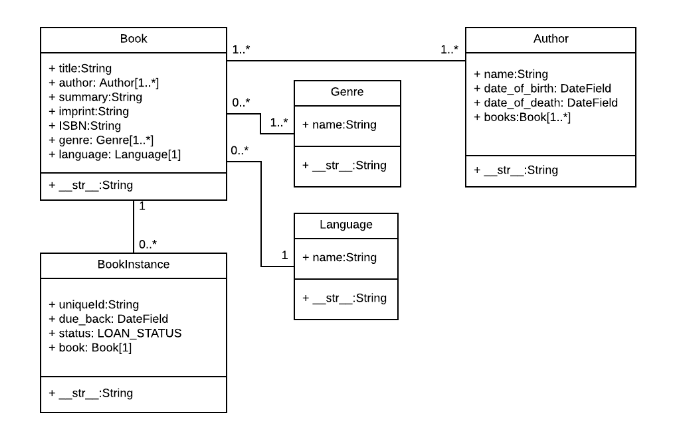 Book
+ title:String
+ author: Author[1..*]
+ summary:String
+ imprint:String
+ ISBN:String
+ genre: Genre[1..*]
+ language: Language[1]
+ __str__:String
1..*
1..*
Author
+ name:String
+ date_of_birth: DateField
+ date_of_death: DateField
+ books:Book[1..*]
+ __str__:String
0..*
1..*
Genre
+ name:String
+ __str__:String
0..*
1
Language
+ name:String
+ __str__:String
1
0..*
BookInstance
+ uniqueId:String
+ due_back: DateField
+ status: LOAN_STATUS
+ book: Book[1]
+ __str__:String